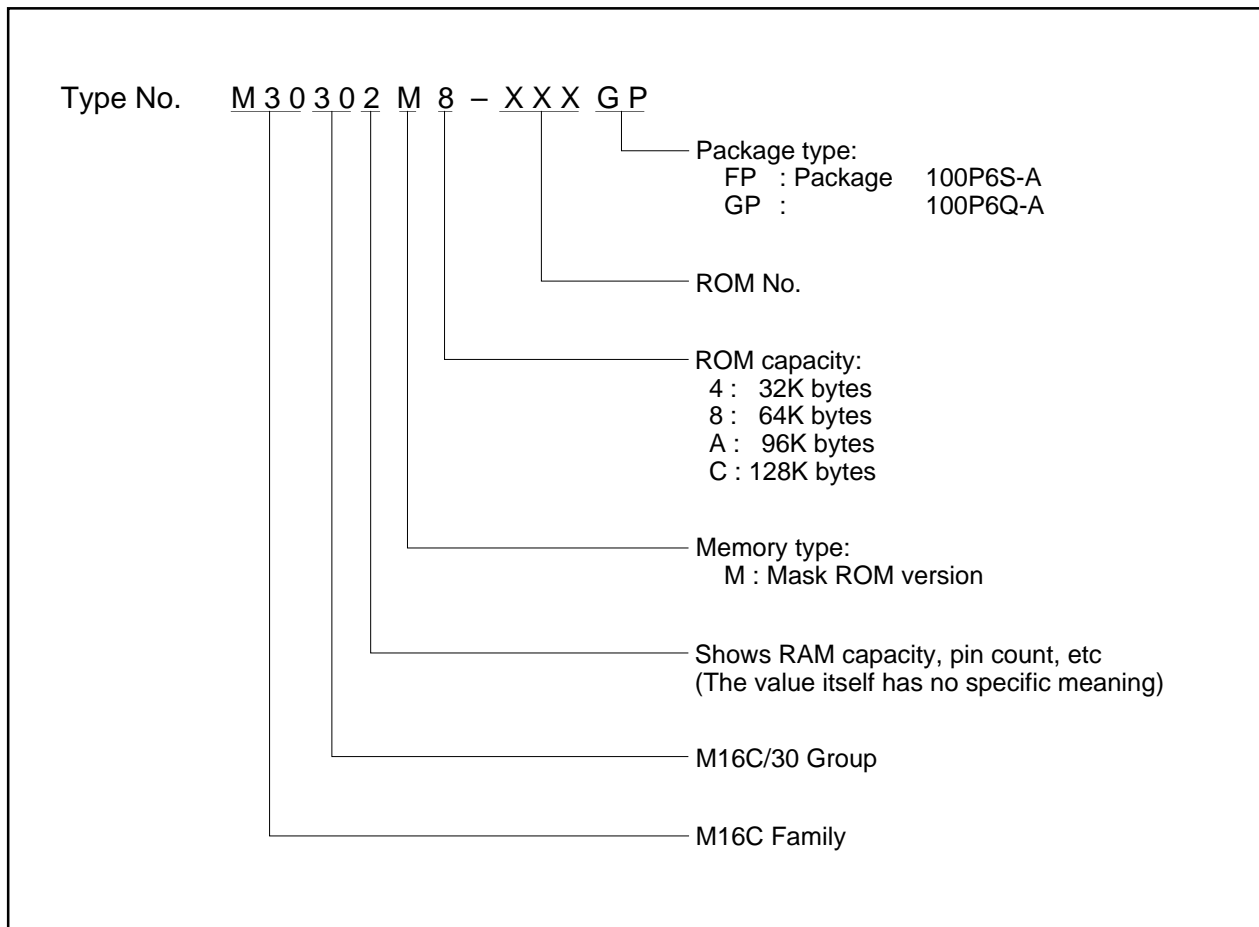 Type No. M 3 0 3 0 2 M 8 – X X X G P
Package type:
FP : Package 100P6S-A
GP : 100P6Q-A
ROM No.
ROM capacity:
4 : 32K bytes
8 : 64K bytes
A : 96K bytes
C : 128K bytes
Memory type:
M : Mask ROM version
Shows RAM capacity, pin count, etc
(The value itself has no specific meaning)
M16C/30 Group
M16C Family